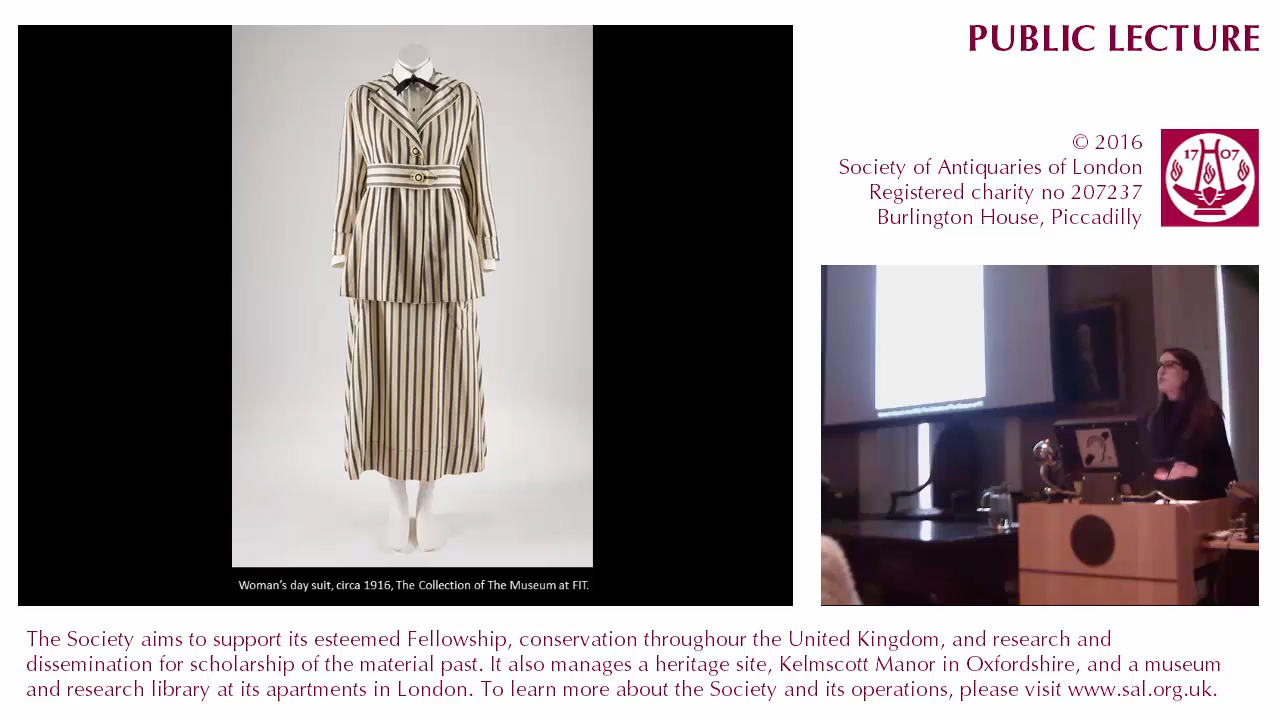 PUBLIC LECTURE
© 2016
Society of Antiquaries of London
Registered charity no 207237
Burlington House, Piccadilly
17 07
Woman's day suit, circa 1916, The Collection of The Museum at FIT.
The Society aims to support its esteemed Fellowship, conservation throughour the United Kingdom, and research and
dissemination for scholarship of the material past. It also manages a heritage site, Kelmscott Manor in Oxfordshire, and a museum
and research library at its apartments in London. To learn more about the Society and its operations, please visit www.sal.org.uk.